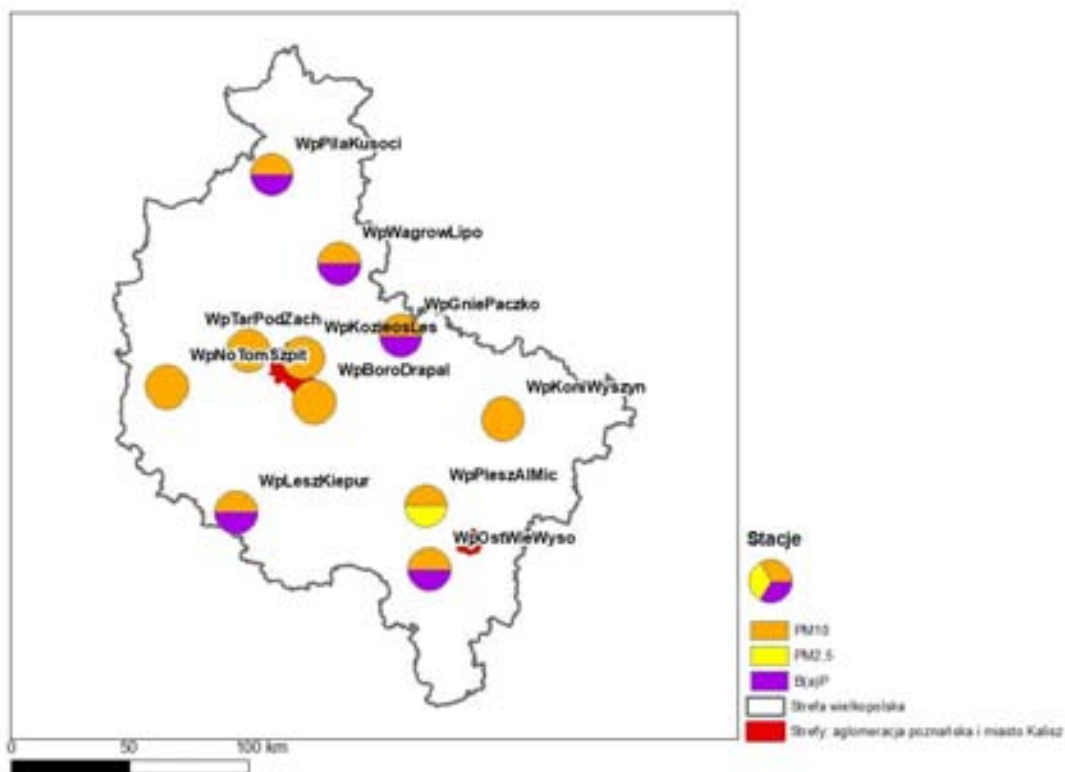 WpPilaKusoci
WpWagrowLipo
WpGniePaczko
WpTarPodZach
WpKozieosLes
WpNoTomSzpit
WpBoroDrapal
WpKoniWyszyn
WpLeszKiepur
WpPleszAlMic
WpOstWieWyso
Stacje
PM10
PM2,5
B(a)P
Strefa wielkopolska
Strefy: aglomeracja poznańska i miasto Kalisz
0 50 100 km